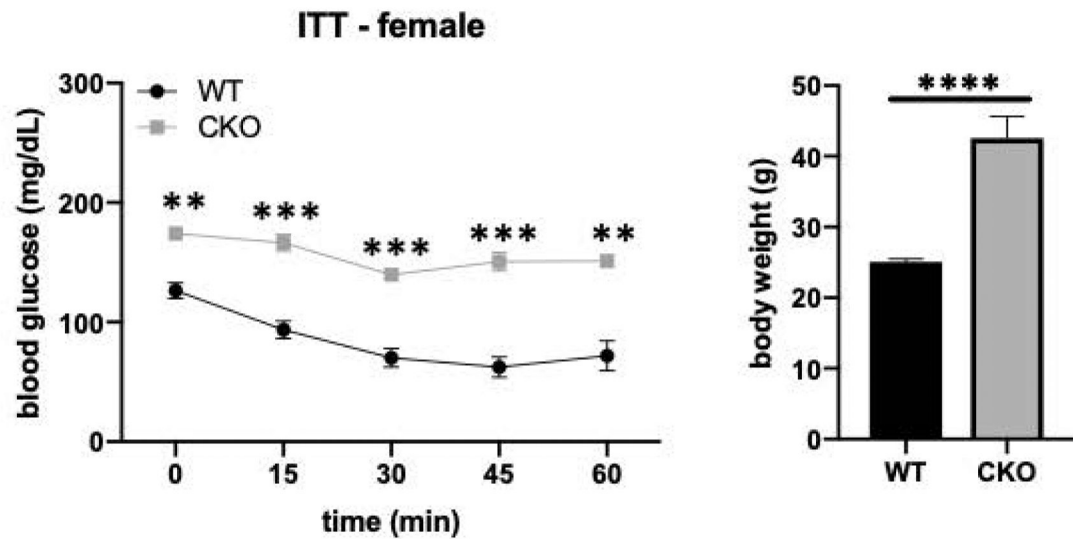 ITT - female
blood glucose (mg/dL)
300
200
100
0
WT
CKO
**
***
***
***
**
0 15 30 45 60
time (min)
body weight (g)
50
40
30
20
10
0
****
WT CKO